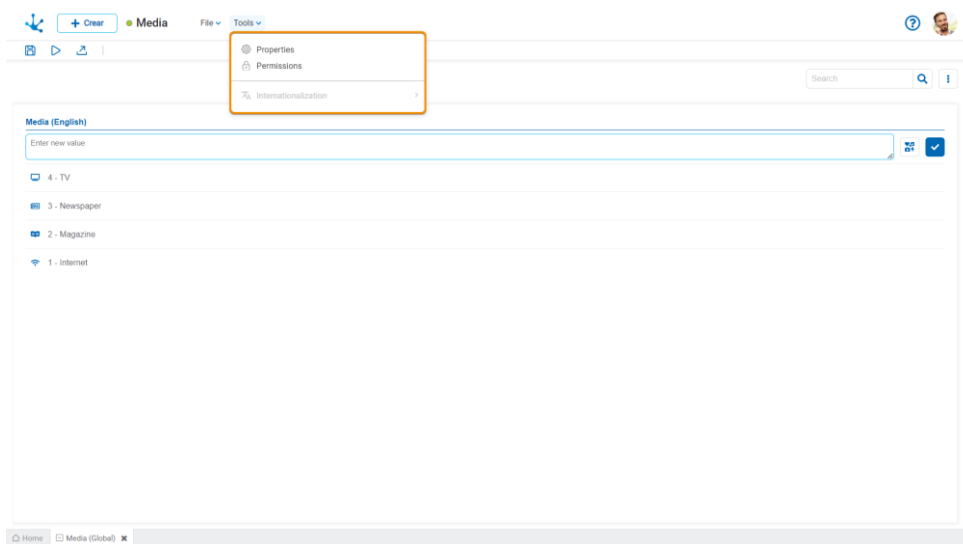 Crear
Media
File
Tools
Properties
Permissions
Internationalization
Search
Media (English)
Enter new value
4 - TV
3 - Newspaper
2 - Magazine
1 - Internet
Home
Media (Global)